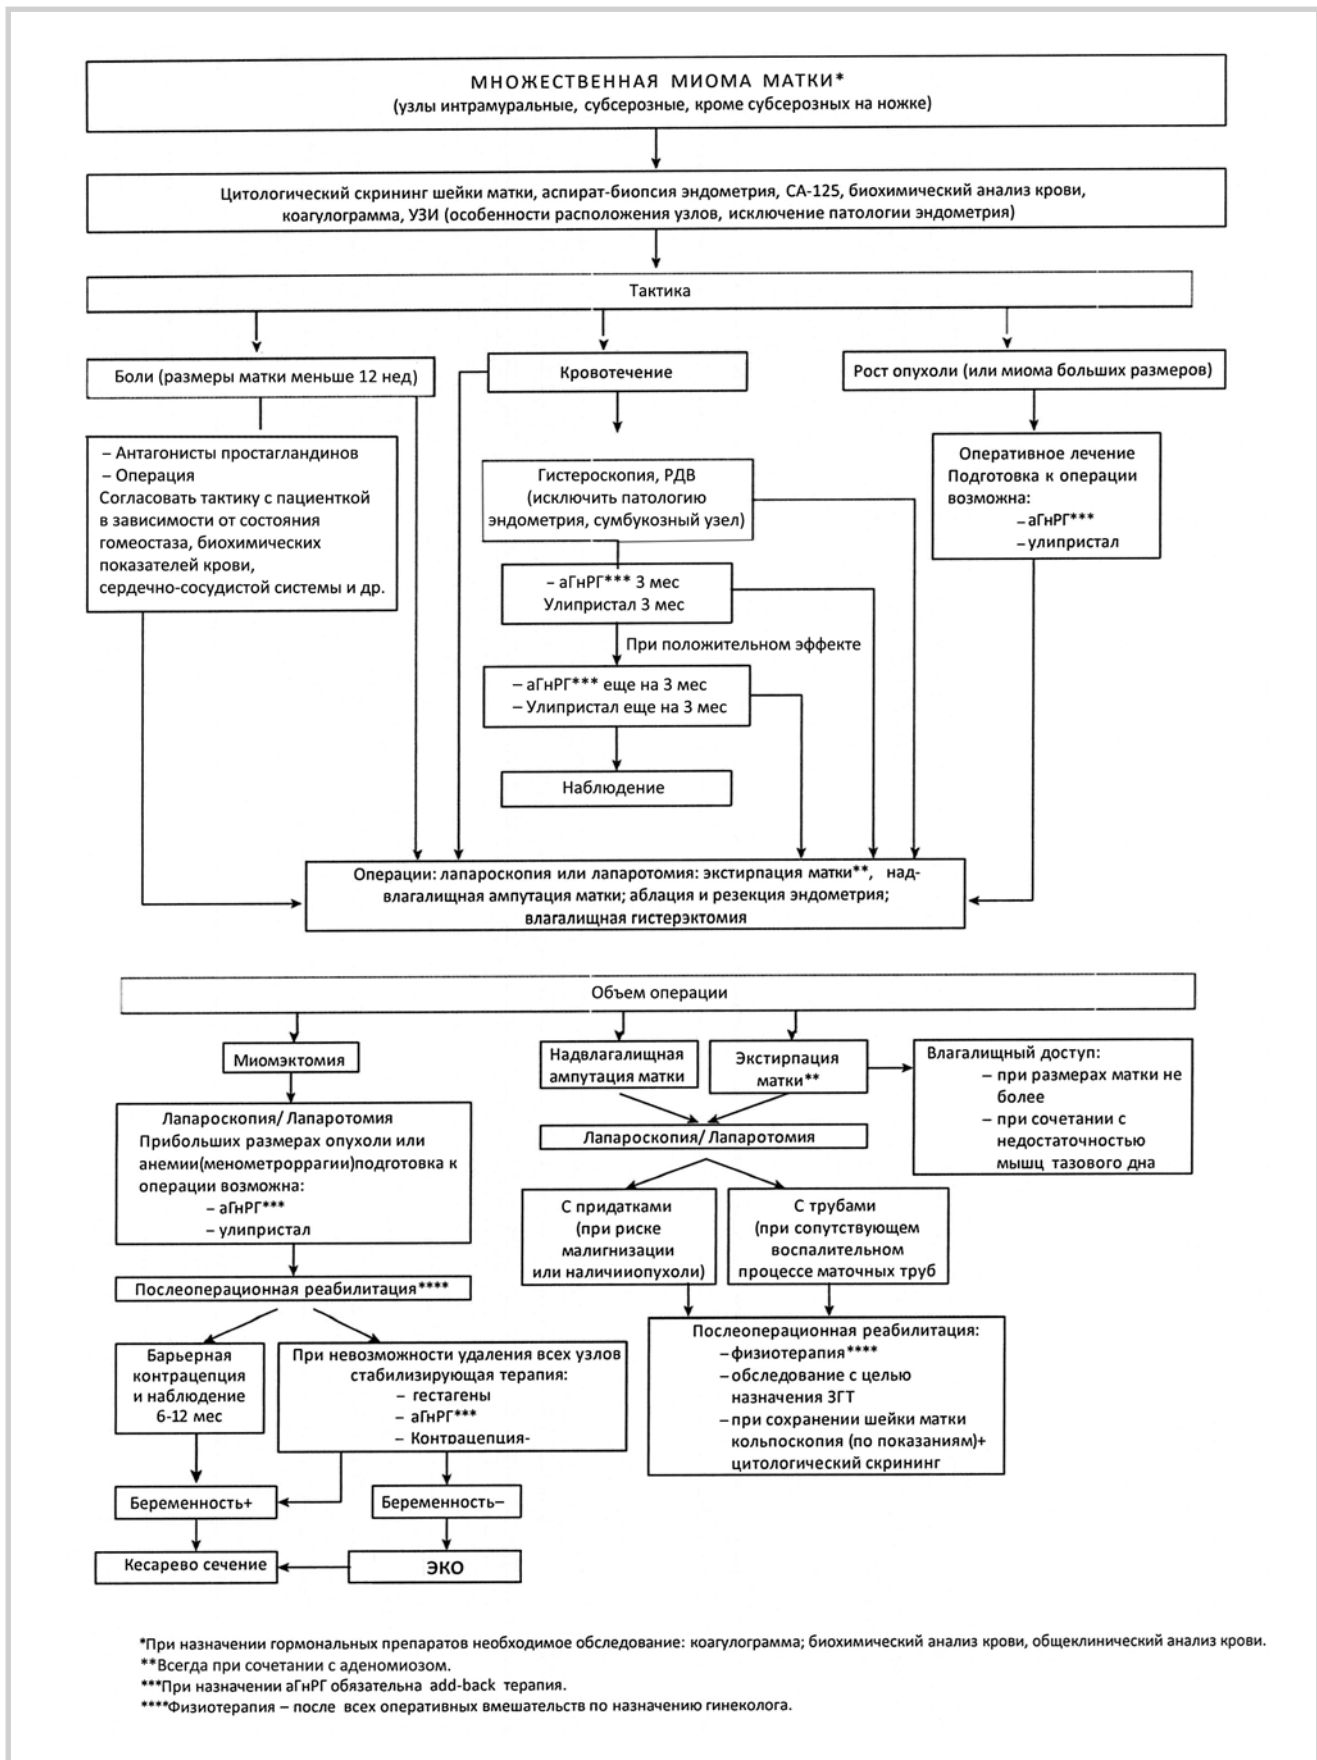 МНОЖЕСТВЕННАЯ МИОМА МАТКИ*
(узлы интрамуральные, субсерозные, кроме субсерозных на ножке)
Цитологический скрининг шейки матки, аспират-биопсия эндометрия, СА-125, биохимический анализ крови,
коагулограмма, УЗИ (особенности расположения узлов, исключение патологии эндометрия)
Тактика
Боли (размеры матки меньше 12 нед)
Кровотечение
Рост опухоли (или миома больших размеров)
– Антагонисты простагландинов
– Операция
Согласовать тактику с пациенткой
в зависимости от состояния
гомеостаза, биохимических
показателей крови,
сердечно-сосудистой системы и др.
Гистероскопия, РДВ
(исключить патологию
эндометрия, сумбукозный узел)
– аГнРГ*** 3 мес
Улипристал 3 мес
При положительном эффекте
– аГнРГ*** еще на 3 мес
– Улипристал еще на 3 мес
Наблюдение
Оперативное лечение
Подготовка к операции
возможна:
– аГнРГ***
– улипристал
Операции: лапароскопия или лапаротомия: экстирпация матки**, над-
влагалищная ампутация матки; аблация и резекция эндометрия;
влагалищная гистерэктомия
Объем операции
Миомэктомия
Надвлагалищная
ампутация матки
Экстирпация
матки**
Влагалищный доступ:
– при размерах матки не
более
– при сочетании с
недостаточностью
мышц тазового дна
Лапароскопия/ Лапаротомия
Прибольших размерах опухоли или
анемии(менометроррагии)подготовка к
операции возможна:
– аГнРГ***
– улипристал
Лапароскопия/ Лапаротомия
С придатками
(при риске
малигнизации
или наличииопухоли)
С трубами
(при сопутствующем
воспалительном
процессе маточных труб
Послеоперационная реабилитация****
Барьерная
контрацепция
и наблюдение
6-12 мес
При невозможности удаления всех узлов
стабилизирующая терапия:
– гестагены
– аГнРГ***
– Контрацепция-
Послеоперационная реабилитация:
–физиотерапия****
–обследование с целью
назначения ЗГТ
–при сохранении шейки матки
кольпоскопия (по показаниям)+
цитологический скрининг
Беременность+
Беременность–
Кесарево сечение
ЭКО
*При назначении гормональных препаратов необходимое обследование: коагулограмма; биохимический анализ крови, общеклинический анализ крови.
**Всегда при сочетании с аденомиозом.
***При назначении аГнРГ обязательна add-back терапия.
****Физиотерапия – после всех оперативных вмешательств по назначению гинеколога.